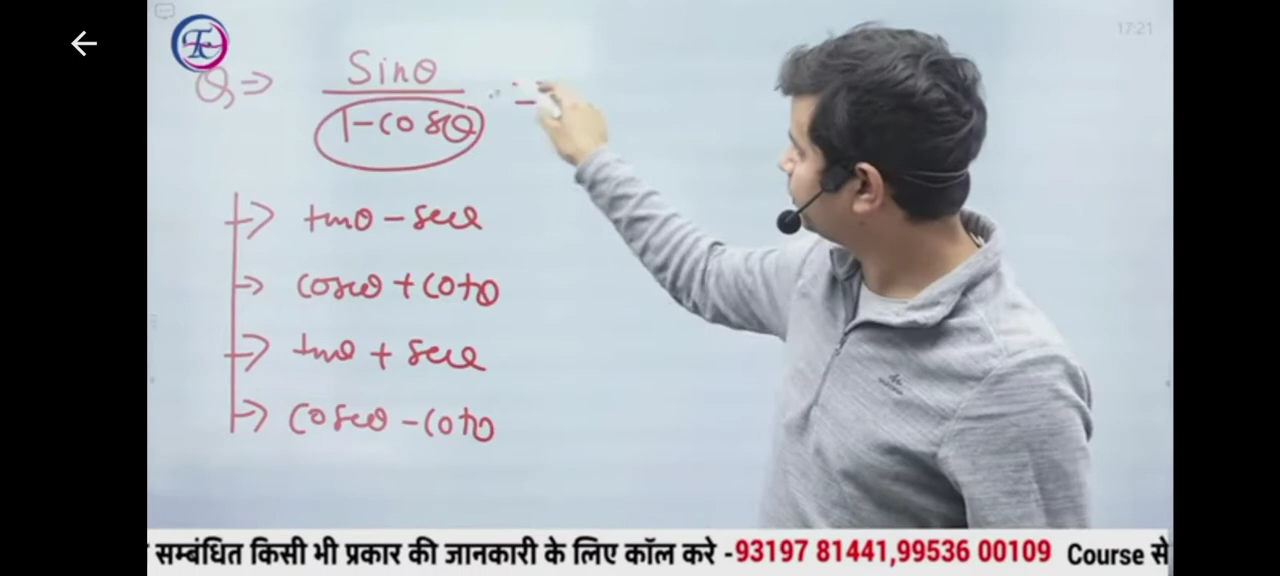 17:21
Q,⇒ Sinθ
1-cosθ
→ tanθ - secθ
→ cosecθ + cotθ
→ tanθ + secθ
→ cosecθ - cotθ
सम्बंधित किसी भी प्रकार की जानकारी के लिए कॉल करे -93197 81441,99536 00109 Course से